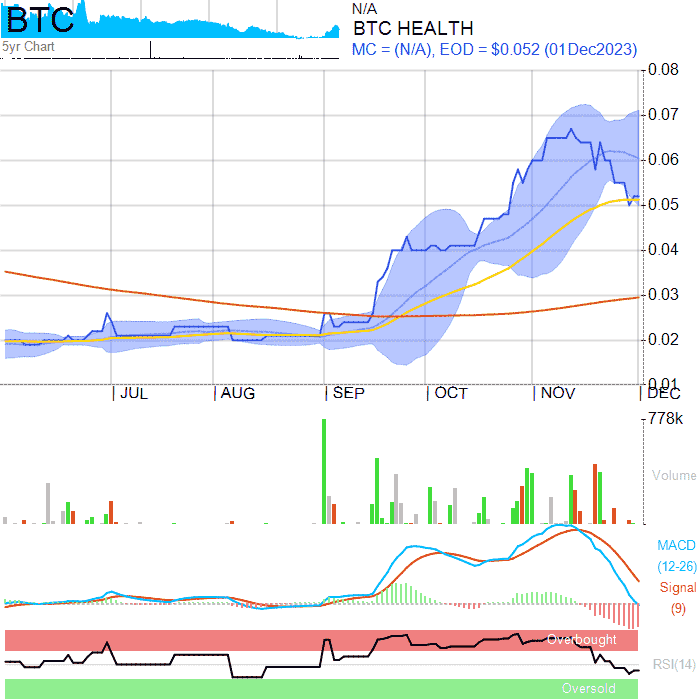 BTC
5yr Chart
N/A
BTC HEALTH
MC = (N/A), EOD = $0.052 (01Dec2023)
0.08
0.07
0.06
0.05
0.04
0.03
0.02
0.01
JUL
AUG
SEP
OCT
NOV
DEC
778k
Volume
MACD
(12-26)
Signal
(9)
Overbought
RSI(14)
Oversold